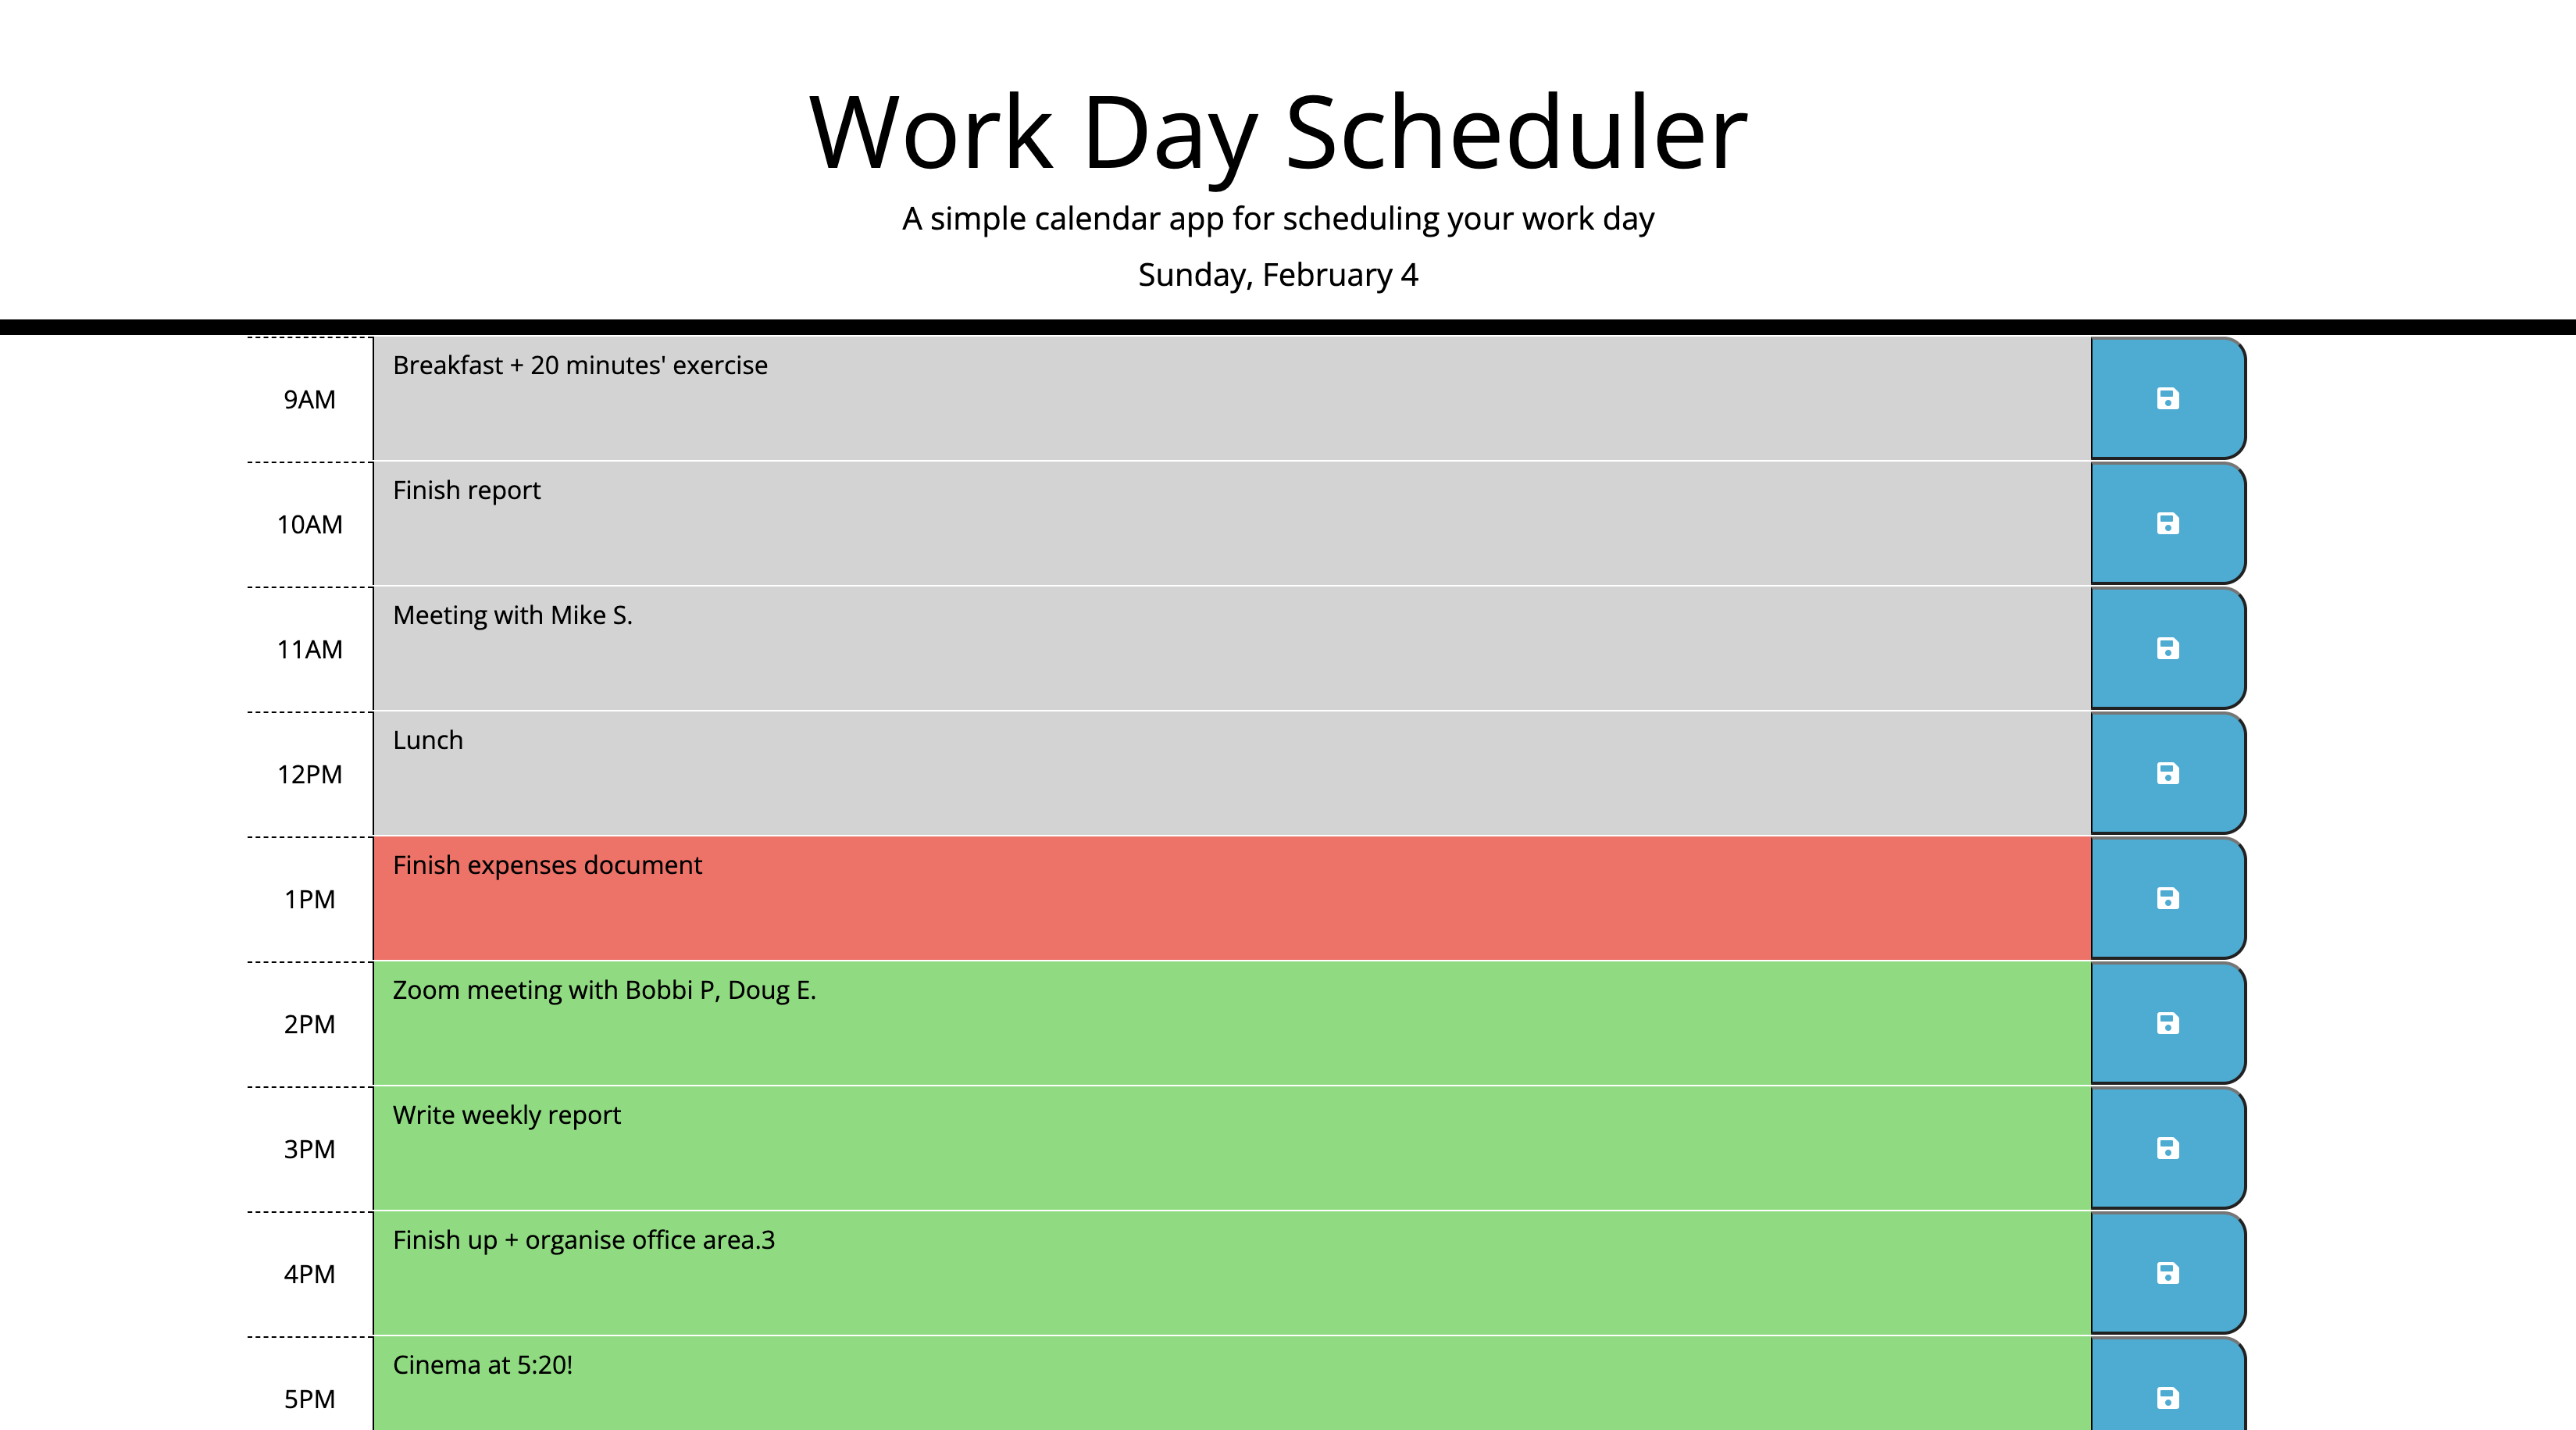 Work Day Scheduler
A simple calendar app for scheduling your work day
Sunday, February 4
9AM
Breakfast + 20 minutes' exercise
10AM
Finish report
11AM
Meeting with Mike S.
12PM
Lunch
1PM
Finish expenses document
2PM
Zoom meeting with Bobbi P, Doug E.
3PM
Write weekly report
4PM
Finish up + organise office area.3
5PM
Cinema at 5:20!